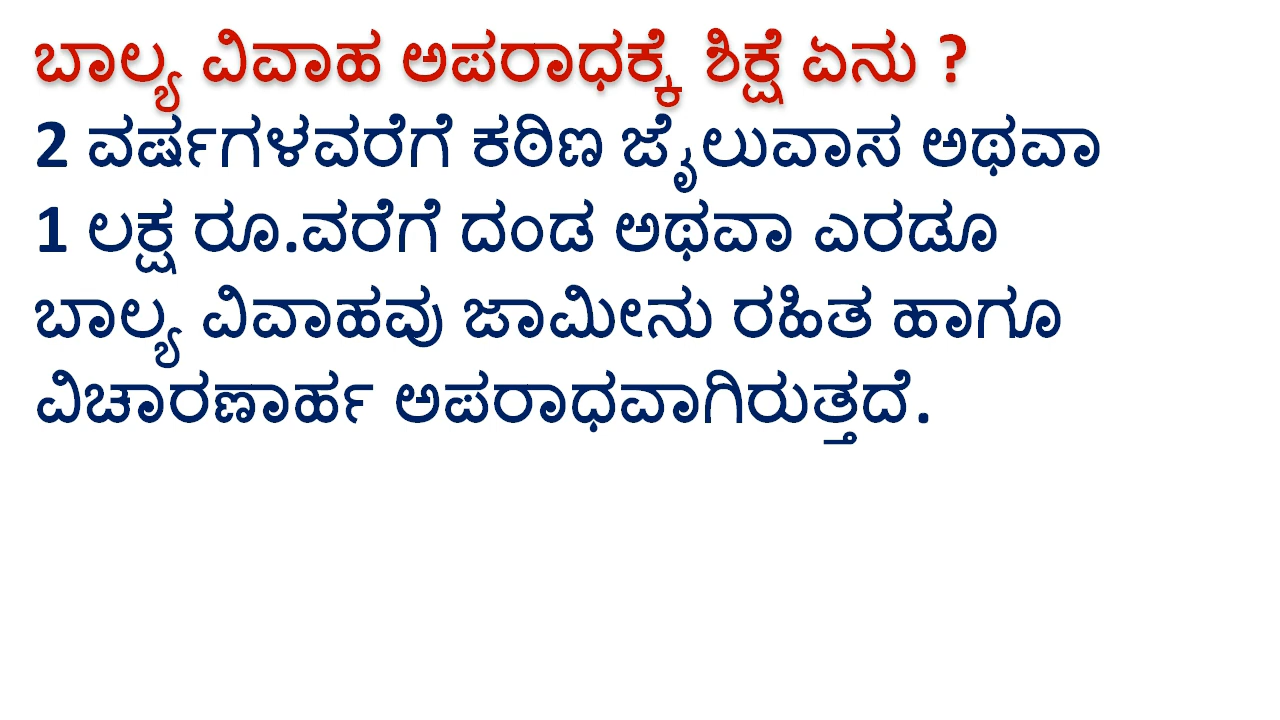 ಬಾಲ್ಯ ವಿವಾಹ ಅಪರಾಧಕ್ಕೆ ಶಿಕ್ಷೆ ಏನು ?
2 ವರ್ಷಗಳವರೆಗೆ ಕಠಿಣ ಜೈಲುವಾಸ ಅಥವಾ
1 ಲಕ್ಷ ರೂ.ವರೆಗೆ ದಂಡ ಅಥವಾ ಎರಡೂ
ಬಾಲ್ಯ ವಿವಾಹವು ಜಾಮೀನು ರಹಿತ ಹಾಗೂ
ವಿಚಾರಣಾರ್ಹ ಅಪರಾಧವಾಗಿರುತ್ತದೆ.